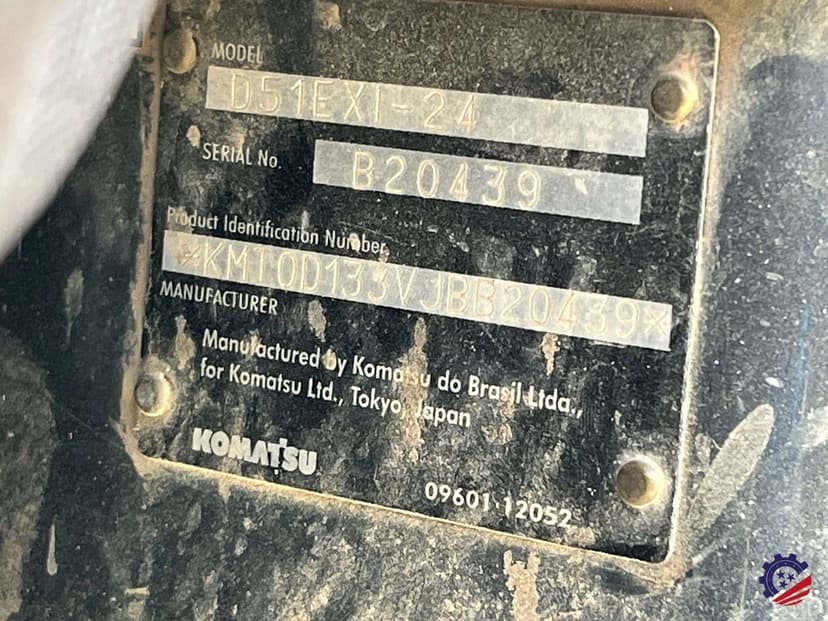 MODEL
D51EXI-24
SERIAL No.
B20439
Product Identification Number
*KMT0D133VJBB20439*
MANUFACTURER
Manufactured by Komatsu do Brasil Ltda.,
for Komatsu Ltd., Tokyo, Japan
KOMATSU
09601-12052